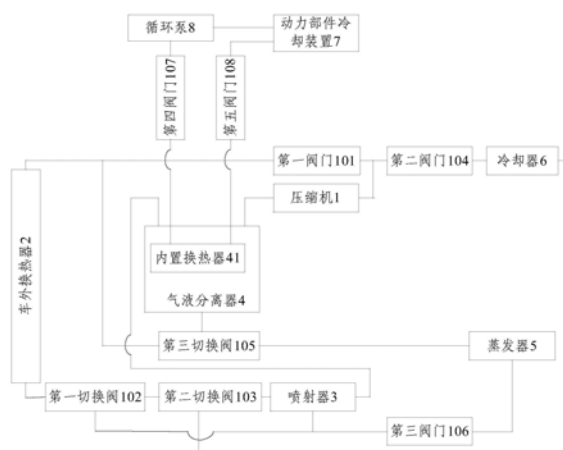 循环泵8
动力部件冷
却装置7
第四阀门107
第五阀门108
第一阀门101
第二阀门104
冷却器6
压缩机1
车外换热器2
内置换热器41
气液分离器4
第三切换阀105
蒸发器5
第一切换阀102
第二切换阀103
喷射器3
第三阀门106